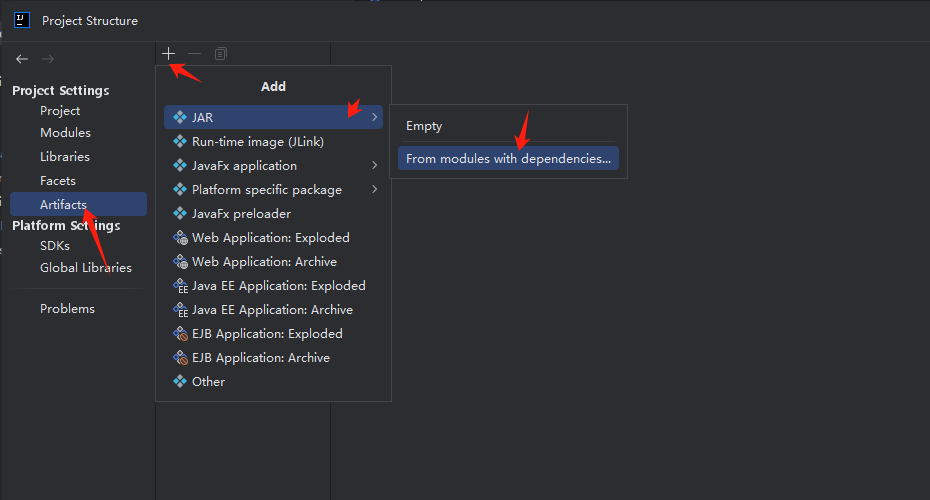 Project Structure
Project Settings
Project
Modules
Libraries
Facets
Artifacts
Platform Settings
SDKs
Global Libraries
Problems
Add
JAR
Run-time image (JLink)
JavaFx application
Platform specific package
JavaFx preloader
Web Application: Exploded
Web Application: Archive
Java EE Application: Exploded
Java EE Application: Archive
EJB Application: Exploded
EJB Application: Archive
Other
Empty
From modules with dependencies...